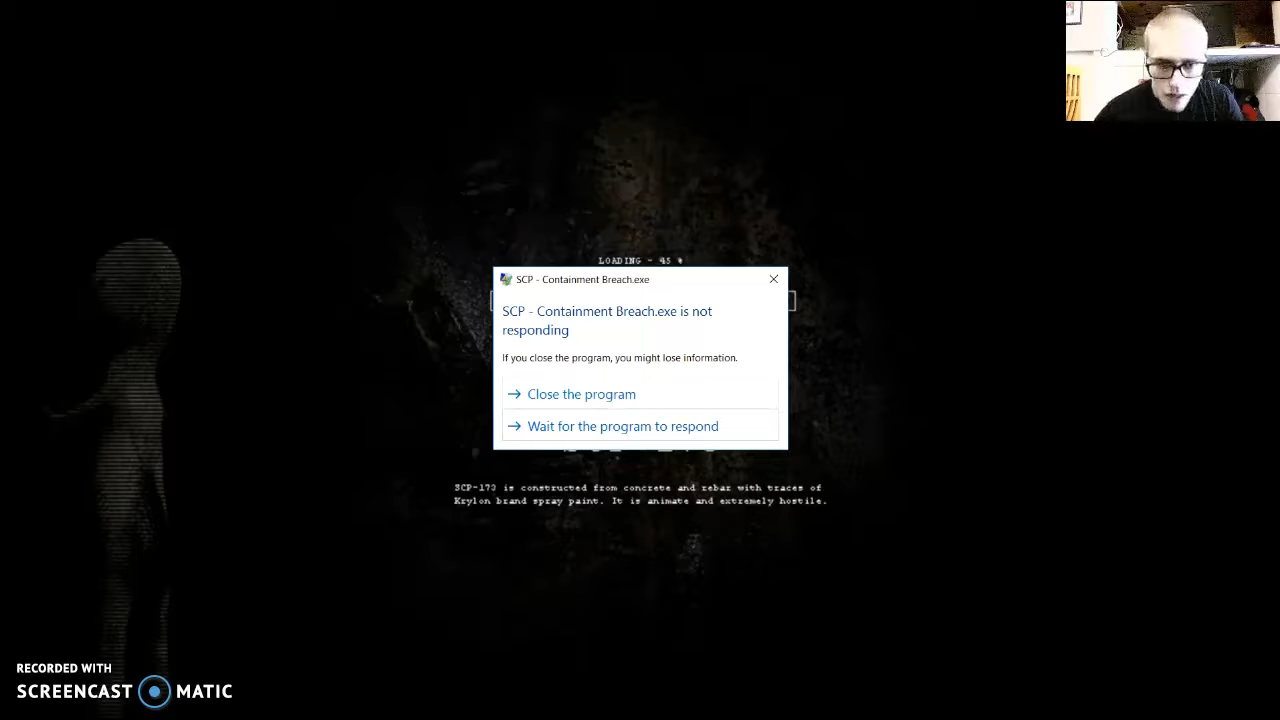 LOADING - 45 %
SCP - Containment Breach.exe
SCP - Containment Breach.exe is not
responding
If you close the program, you might lose information.
Close the program
Wait for the program to respond
SCP-173 is constructed from concrete and rebar with traces of
Krylon brand spray paint. It is animate and extremely hostile.
RECORDED WITH
SCREENCAST MATIC